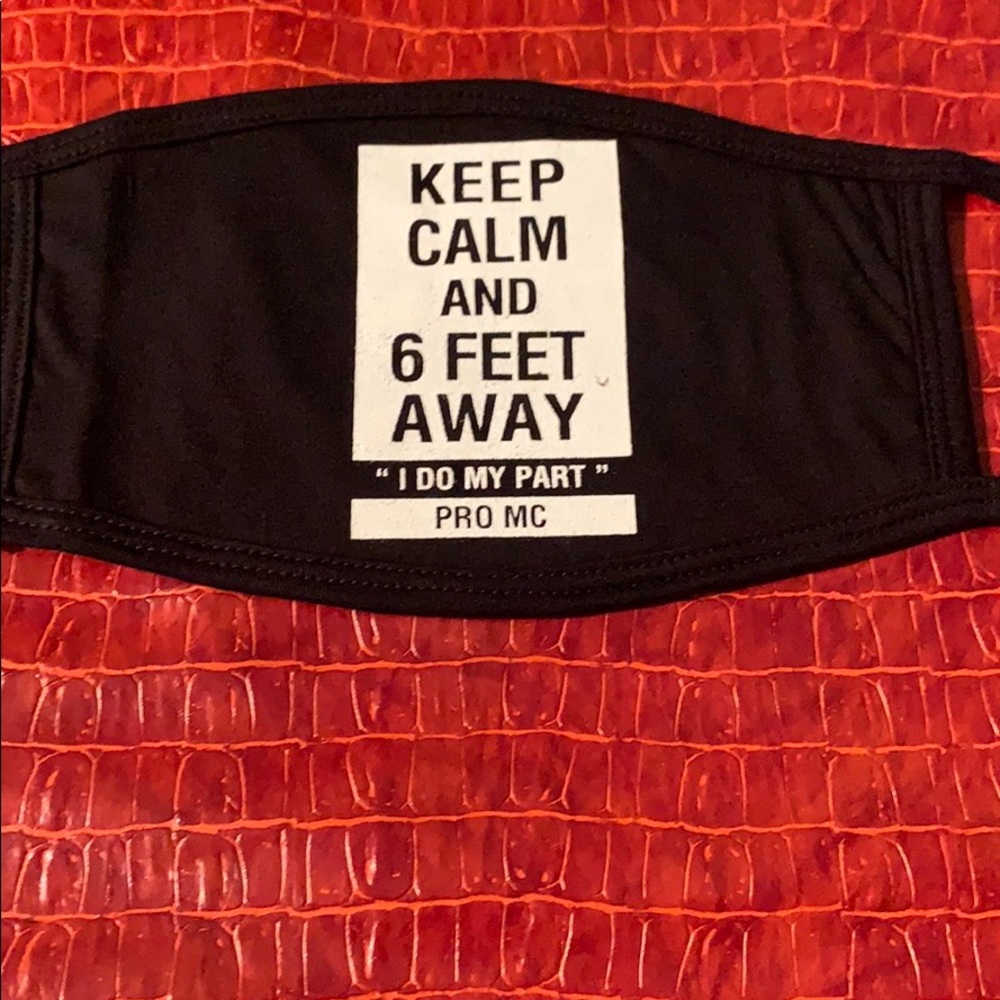 KEEP
CALM
AND
6 FEET
AWAY
“ I DO MY PART ”
PRO MC